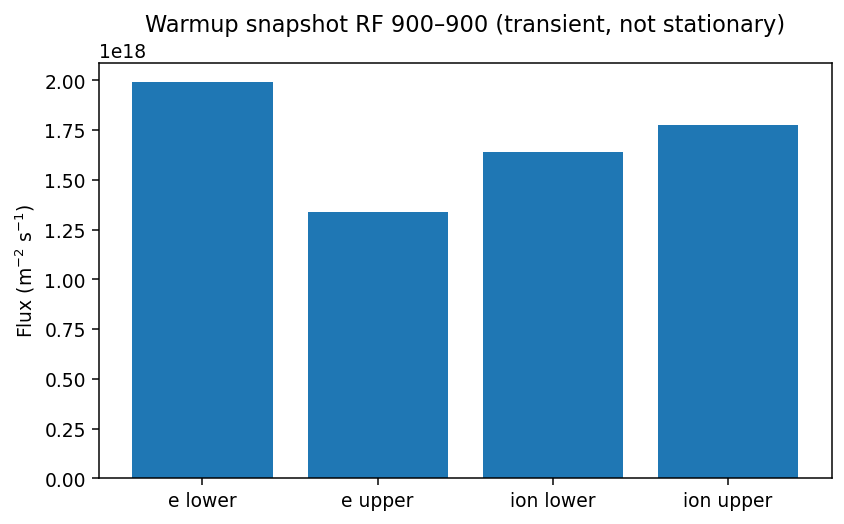 Warmup snapshot RF 900–900 (transient, not stationary)
1e18
2.00
1.75
1.50
1.25
1.00
0.75
0.50
0.25
0.00
Flux (m⁻² s⁻¹)
e lower
e upper
ion lower
ion upper